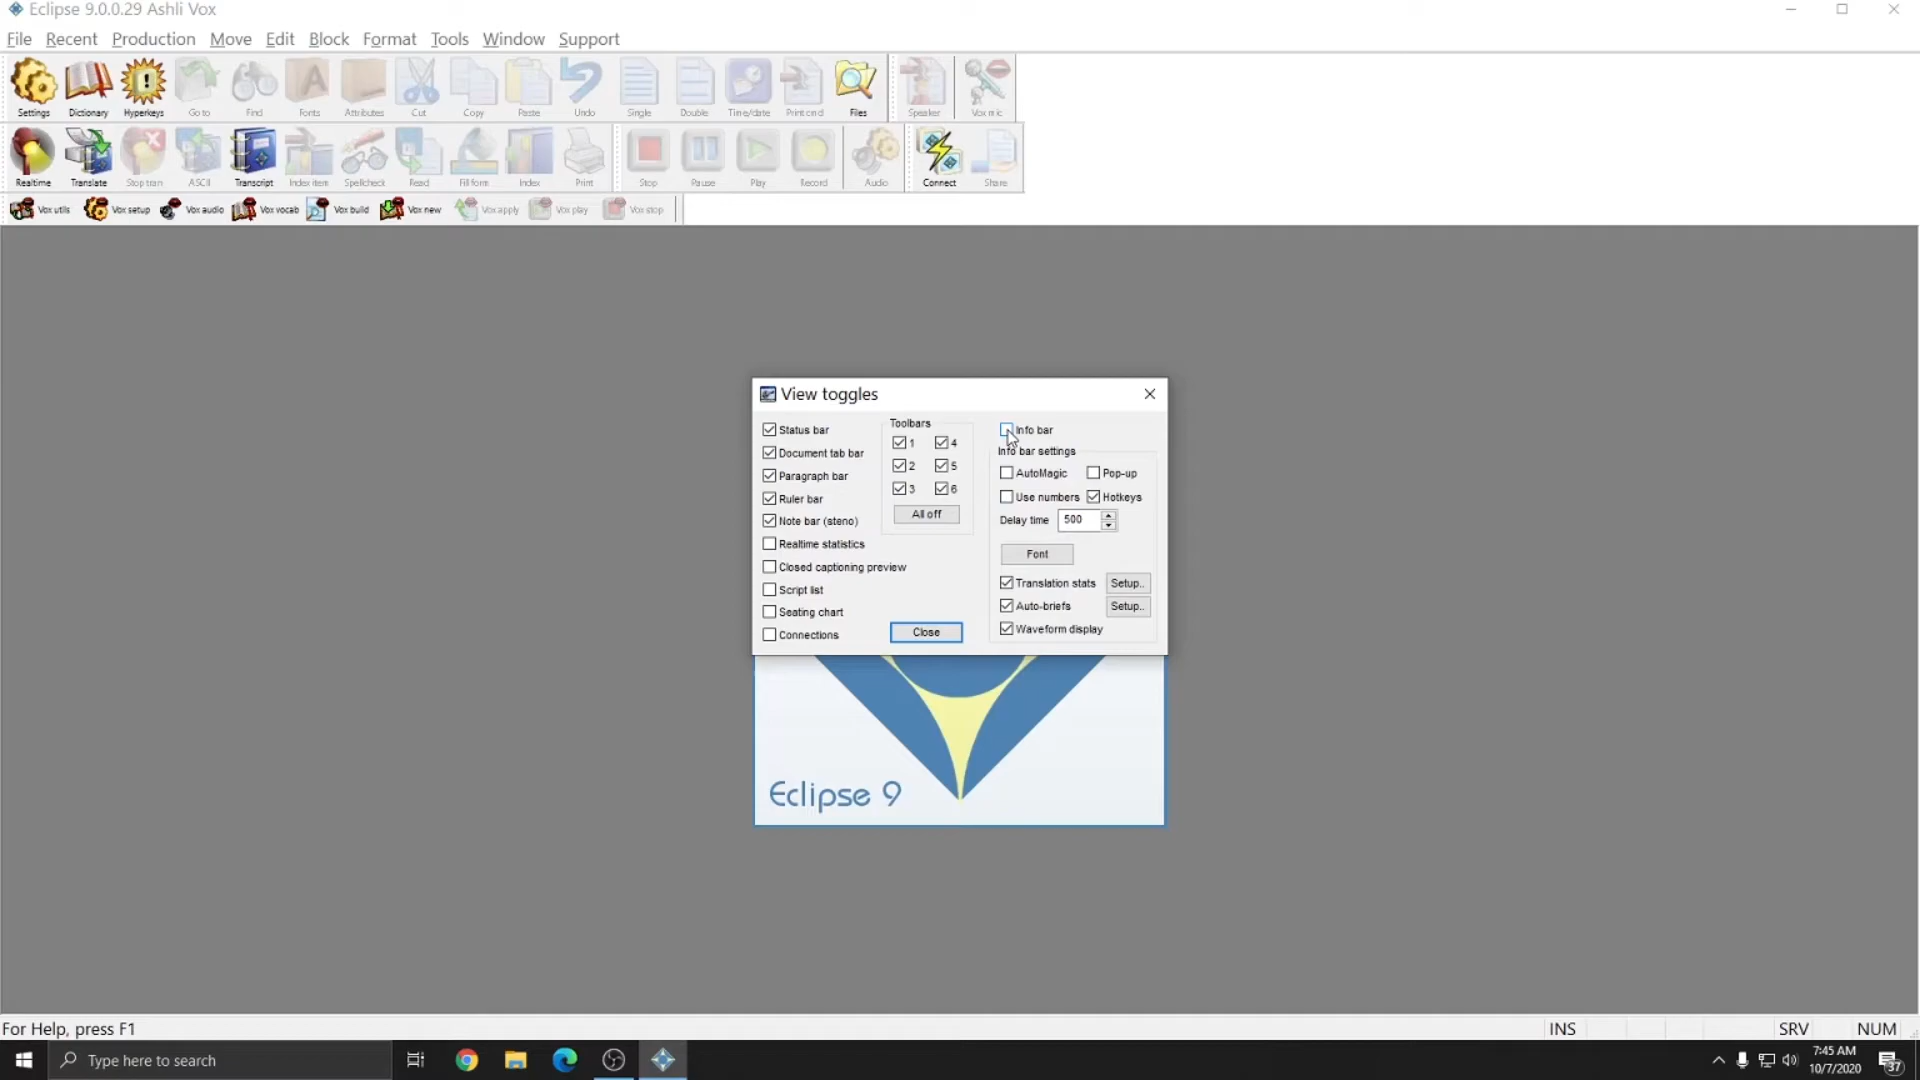 Eclipse 9.0.0.29 Ashli Vox
File Recent Production Move Edit Block Format Tools Window Support
Settings Dictionary Hyperkeys Go to Find Fonts Attributes Cut Copy Paste Undo Single Double Time/date Print cmd Files Speaker Vox mic
Realtime Translate Stop tran ASCII Transcript Index item Spellcheck Read Fill form Index Print Stop Pause Play Record Audio Connect Share
Vox utils Vox setup Vox audio Vox vocab Vox build Vox new Vox apply Vox play Vox stop
View toggles
Status bar
Document tab bar
Paragraph bar
Ruler bar
Note bar (steno)
Realtime statistics
Closed captioning preview
Script list
Seating chart
Connections
Toolbars
1 4
2 5
3 6
All off
Close
Info bar
Info bar settings
AutoMagic Pop-up
Use numbers Hotkeys
Delay time 500
Font
Translation stats Setup..
Auto-briefs Setup..
Waveform display
Eclipse 9
For Help, press F1
INS SRV NUM
Type here to search
7:45 AM
10/7/2020
37